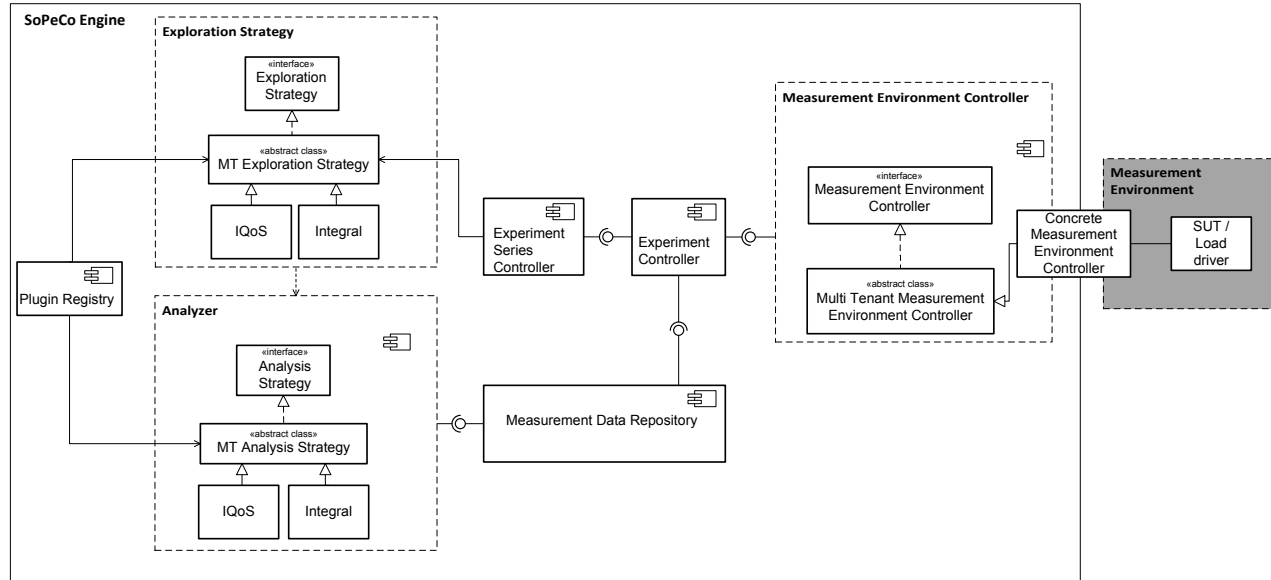 SoPeCo Engine
Exploration Strategy
«interface»
Exploration
Strategy
«abstract class»
MT Exploration Strategy
IQoS
Integral
Plugin Registry
Analyzer
«interface»
Analysis
Strategy
«abstract class»
MT Analysis Strategy
IQoS
Integral
Experiment
Series
Controller
Experiment
Controller
Measurement Data Repository
Measurement Environment Controller
«interface»
Measurement Environment
Controller
«abstract class»
Multi Tenant Measurement
Environment Controller
Concrete
Measurement
Environment
Controller
Measurement
Environment
SUT /
Load
driver